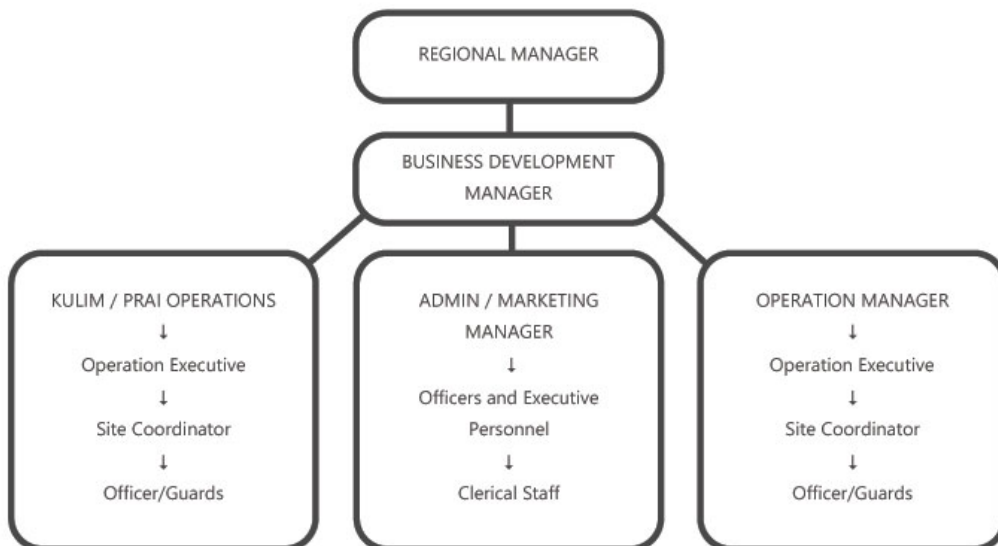 REGIONAL MANAGER
BUSINESS DEVELOPMENT
MANAGER
KULIM / PRAI OPERATIONS
↓
Operation Executive
↓
Site Coordinator
↓
Officer/Guards
ADMIN / MARKETING
MANAGER
↓
Officers and Executive
Personnel
↓
Clerical Staff
OPERATION MANAGER
↓
Operation Executive
↓
Site Coordinator
↓
Officer/Guards